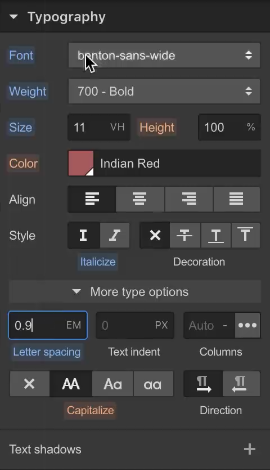 Typography
Font benton-sans-wide
Weight 700 - Bold
Size 11 VH Height 100 %
Color Indian Red
Align
Style I I
Italicize Decoration
More type options
0.9 EM 0 PX Auto -
Letter spacing Text indent Columns
AA Aa aa
Capitalize Direction
Text shadows